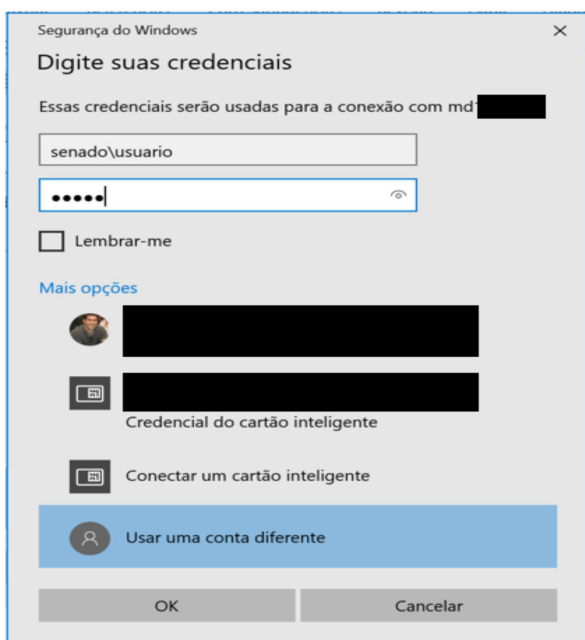 Segurança do Windows
Digite suas credenciais
Essas credenciais serão usadas para a conexão com md
senado\usuario
•••••
Lembrar-me
Mais opções
Credencial do cartão inteligente
Conectar um cartão inteligente
Usar uma conta diferente
OK Cancelar